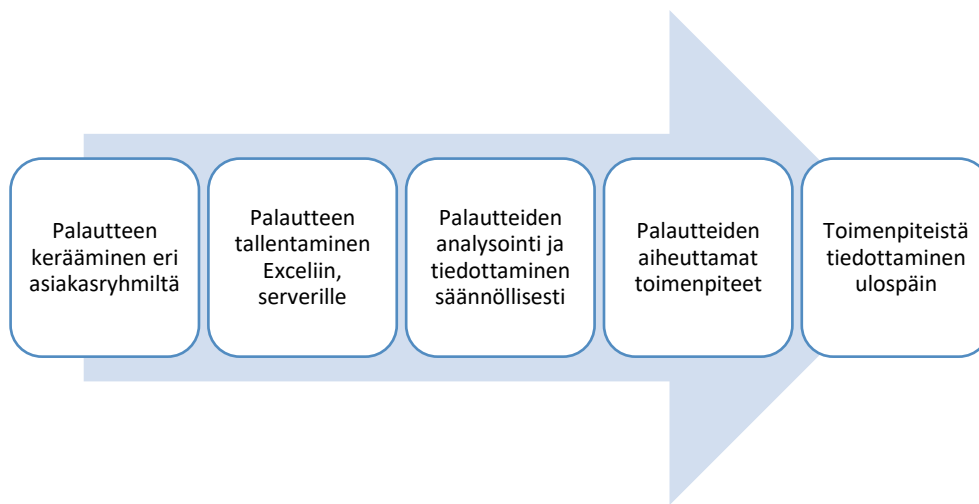 Palautteen
kerääminen eri
asiakasryhmiltä
Palautteen
tallentaminen
Exceliin,
serverille
Palautteiden
analysointi ja
tiedottaminen
säännöllisesti
Palautteiden
aiheuttamat
toimenpiteet
Toimenpiteistä
tiedottaminen
ulospäin